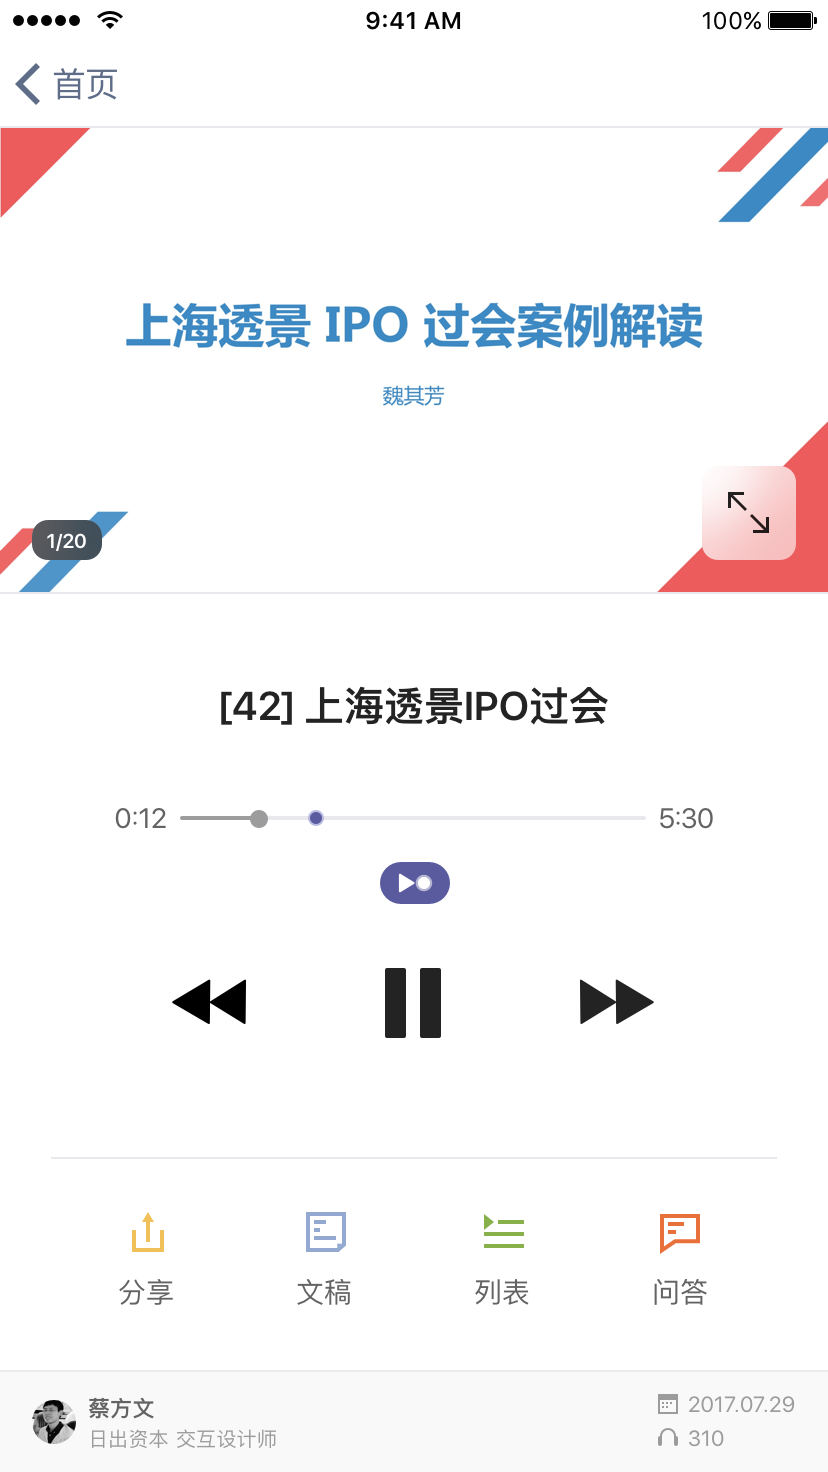 9:41 AM 100%
首页
上海透景 IPO 过会案例解读
魏其芳
1/20
[42] 上海透景IPO过会
0:12 5:30
分享 文稿 列表 问答
蔡方文 2017.07.29
日出资本 交互设计师 310